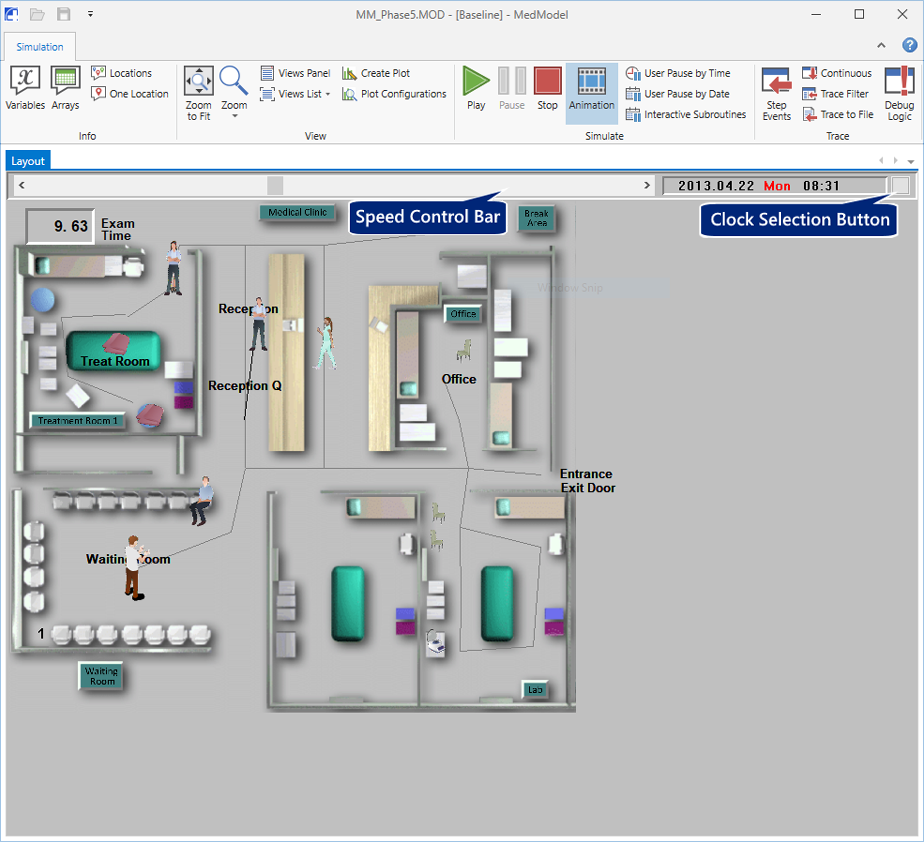 MM_Phase5.MOD - [Baseline] - MedModel
Simulation
Variables
Arrays
Locations
One Location
Info
Zoom to Fit
Zoom
Views Panel
Views List
Create Plot
Plot Configurations
View
Play
Pause
Stop
Animation
User Pause by Time
User Pause by Date
Interactive Subroutines
Simulate
Step Events
Continuous
Trace Filter
Trace to File
Debug Logic
Trace
Layout
2013.04.22 Mon 08:31
Speed Control Bar
Clock Selection Button
9. 63
Exam
Time
Medical Clinic
Break
Area
Window Snip
Reception
Office
Treat Room
Reception Q
Office
Treatment Room 1
Entrance
Exit Door
Waiting Room
1
Waiting
Room
Lab